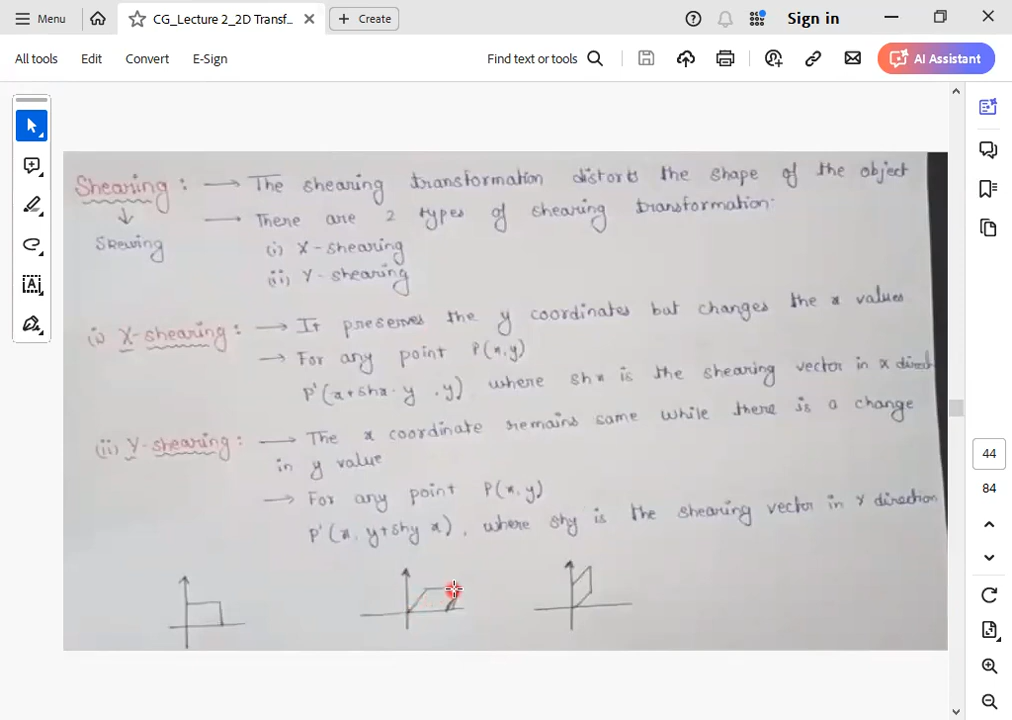 Menu
CG_Lecture 2_2D Transf...
Create
Sign in
All tools
Edit
Convert
E-Sign
Find text or tools
AI Assistant
Shearing : → The shearing transformation distorts the shape of the object
→ There are 2 types of shearing transformation.
Skewing
(i) X-shearing
(ii) Y-shearing
(i) X-shearing : → It preserves the y coordinates but changes the x values
→ For any point P(x,y)
P'(x+shx. y , y) where shx is the shearing vector in x direct
(ii) Y-shearing : → The x coordinate remains same while there is a change
in y value
→ For any point P(x,y)
P'(x, y+shy x), where shy is the shearing vector in Y direction
44
84